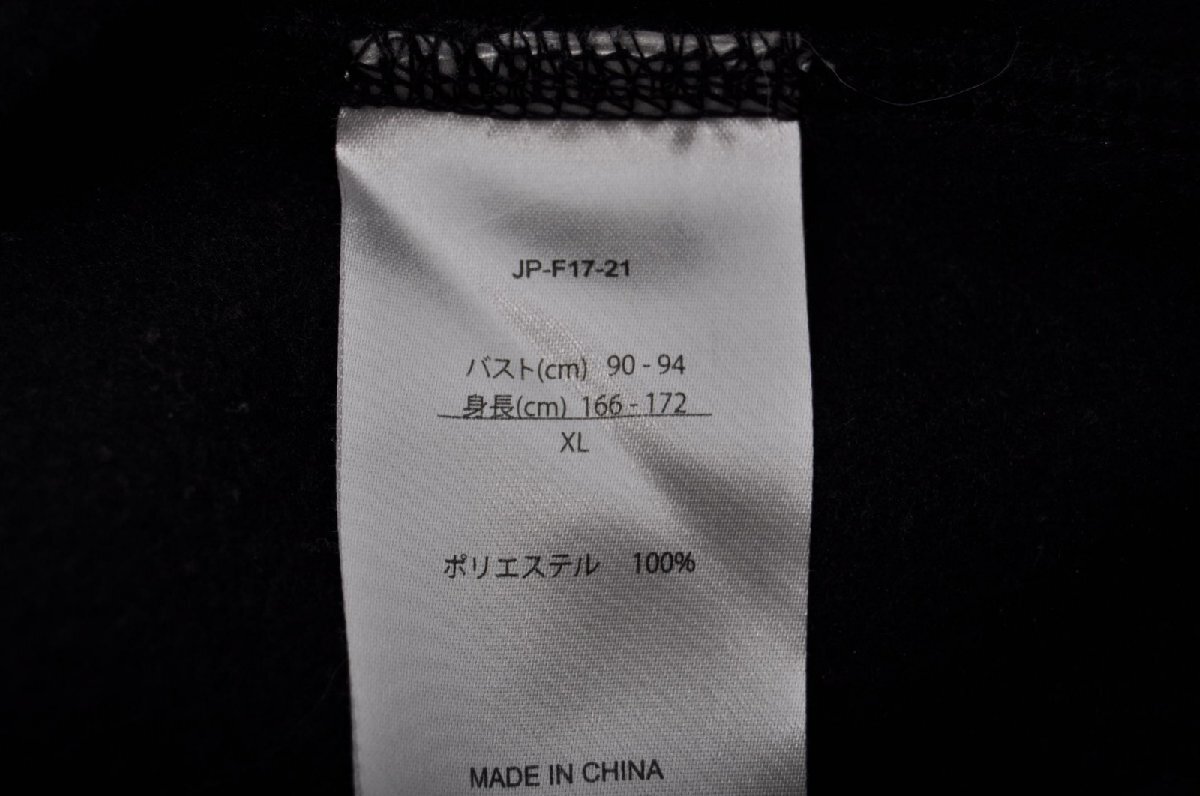 JP-F17-21
バスト(cm) 90 - 94
身長(cm) 166 - 172
XL
ポリエステル 100%
MADE IN CHINA